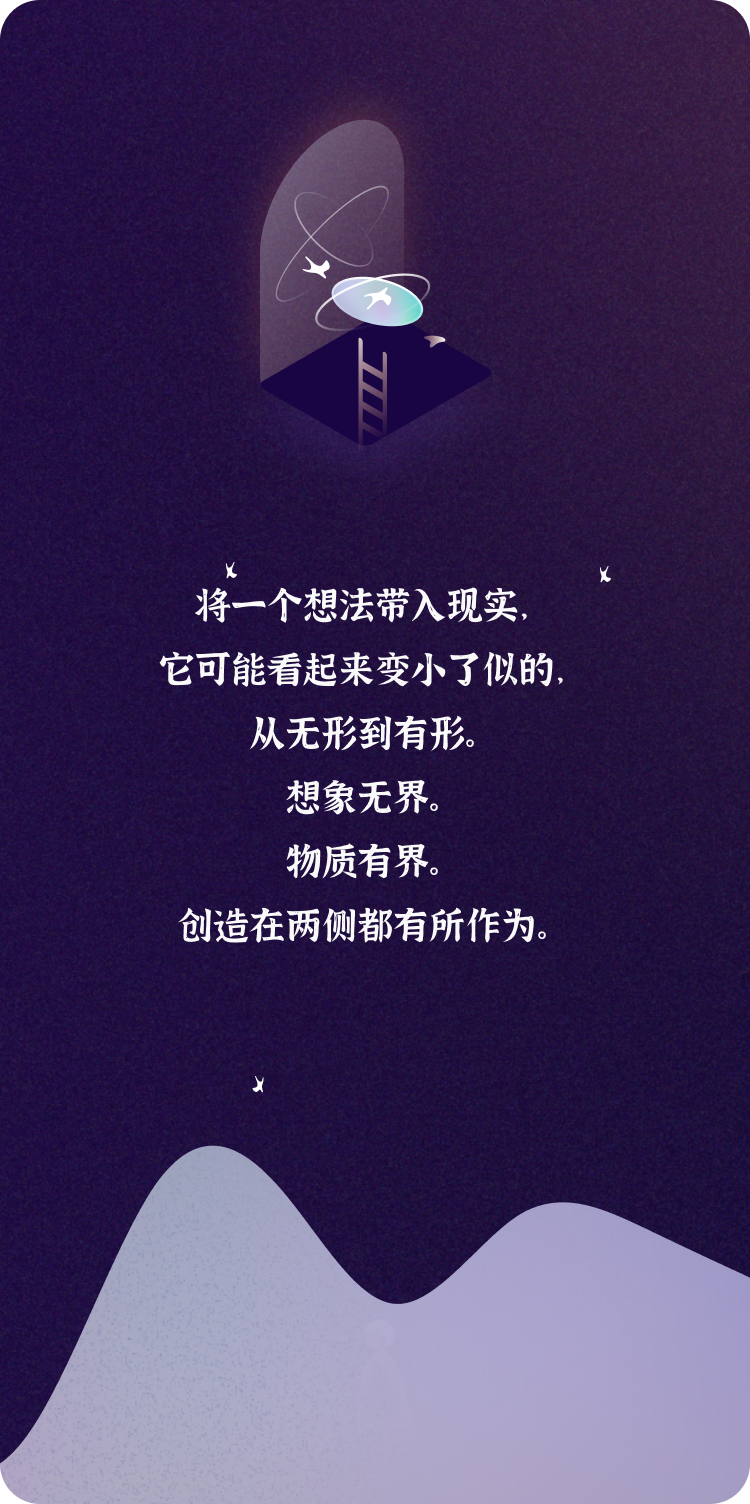 将一个想法带入现实，
它可能看起来变小了似的，
从无形到有形。
想象无界。
物质有界。
创造在两侧都有所作为。